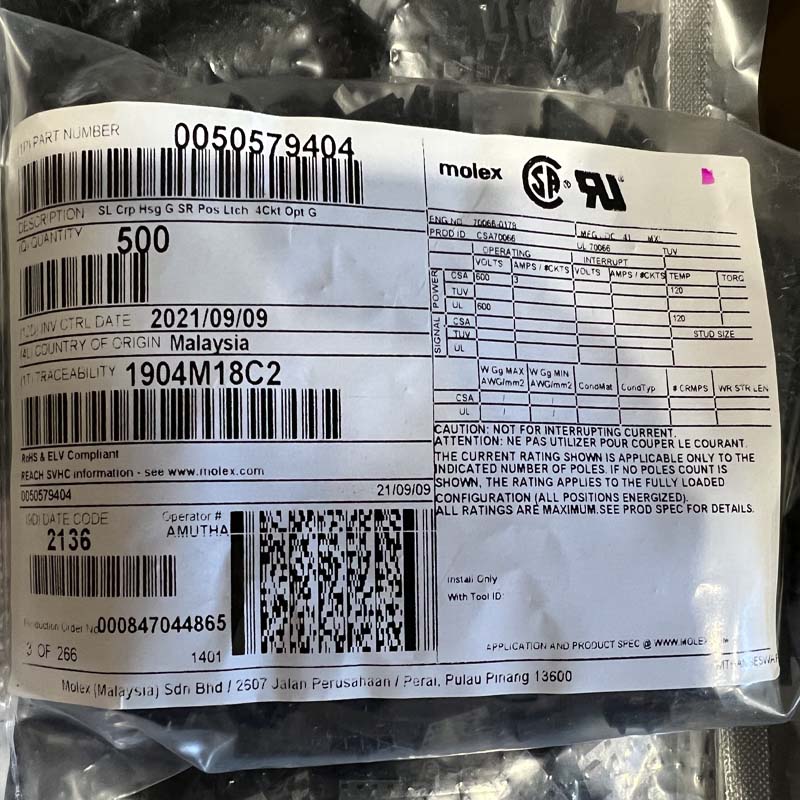 PART NUMBER 0050579404
DESCRIPTION SL Crp Hsg G SR Pos Ltch 4Ckt Opt G
QUANTITY 500
INV CTRL DATE 2021/09/09
COUNTRY OF ORIGIN Malaysia
(1T) TRACEABILITY 1904M18C2
RoHS & ELV Compliant
REACH SVHC information - see www.molex.com
0050579404 21/09/09
DATE CODE
2136
Operator #
AMUTHA
Production Order No 000847044865
3 OF 266
1401
Molex (Malaysia) Sdn Bhd / 2507 Jalan Perusahaan / Perai, Pulau Pinang 13600
molex
ENG NO. 70066-0179
PROD ID CSA70066 UL 70066
OPERATING INTERRUPT TUV
VOLTS AMPS / #CKTS VOLTS AMPS / #CKTS TEMP TORQ
POWER
CSA 600 3
TUV 120
UL 600
SIGNAL
CSA 120
TUV STUD SIZE
UL
W Gg MAX AWG/mm2 W Gg MIN AWG/mm2 CondMat CondTyp # CRMPS WR STR LEN
CSA / /
UL / /
CAUTION: NOT FOR INTERRUPTING CURRENT.
ATTENTION: NE PAS UTILIZER POUR COUPER LE COURANT.
THE CURRENT RATING SHOWN IS APPLICABLE ONLY TO THE
INDICATED NUMBER OF POLES. IF NO POLES COUNT IS
SHOWN, THE RATING APPLIES TO THE FULLY LOADED
CONFIGURATION (ALL POSITIONS ENERGIZED).
ALL RATINGS ARE MAXIMUM.SEE PROD SPEC FOR DETAILS.
Install Only
With Tool ID:
APPLICATION AND PRODUCT SPEC @ WWW.MOLEX